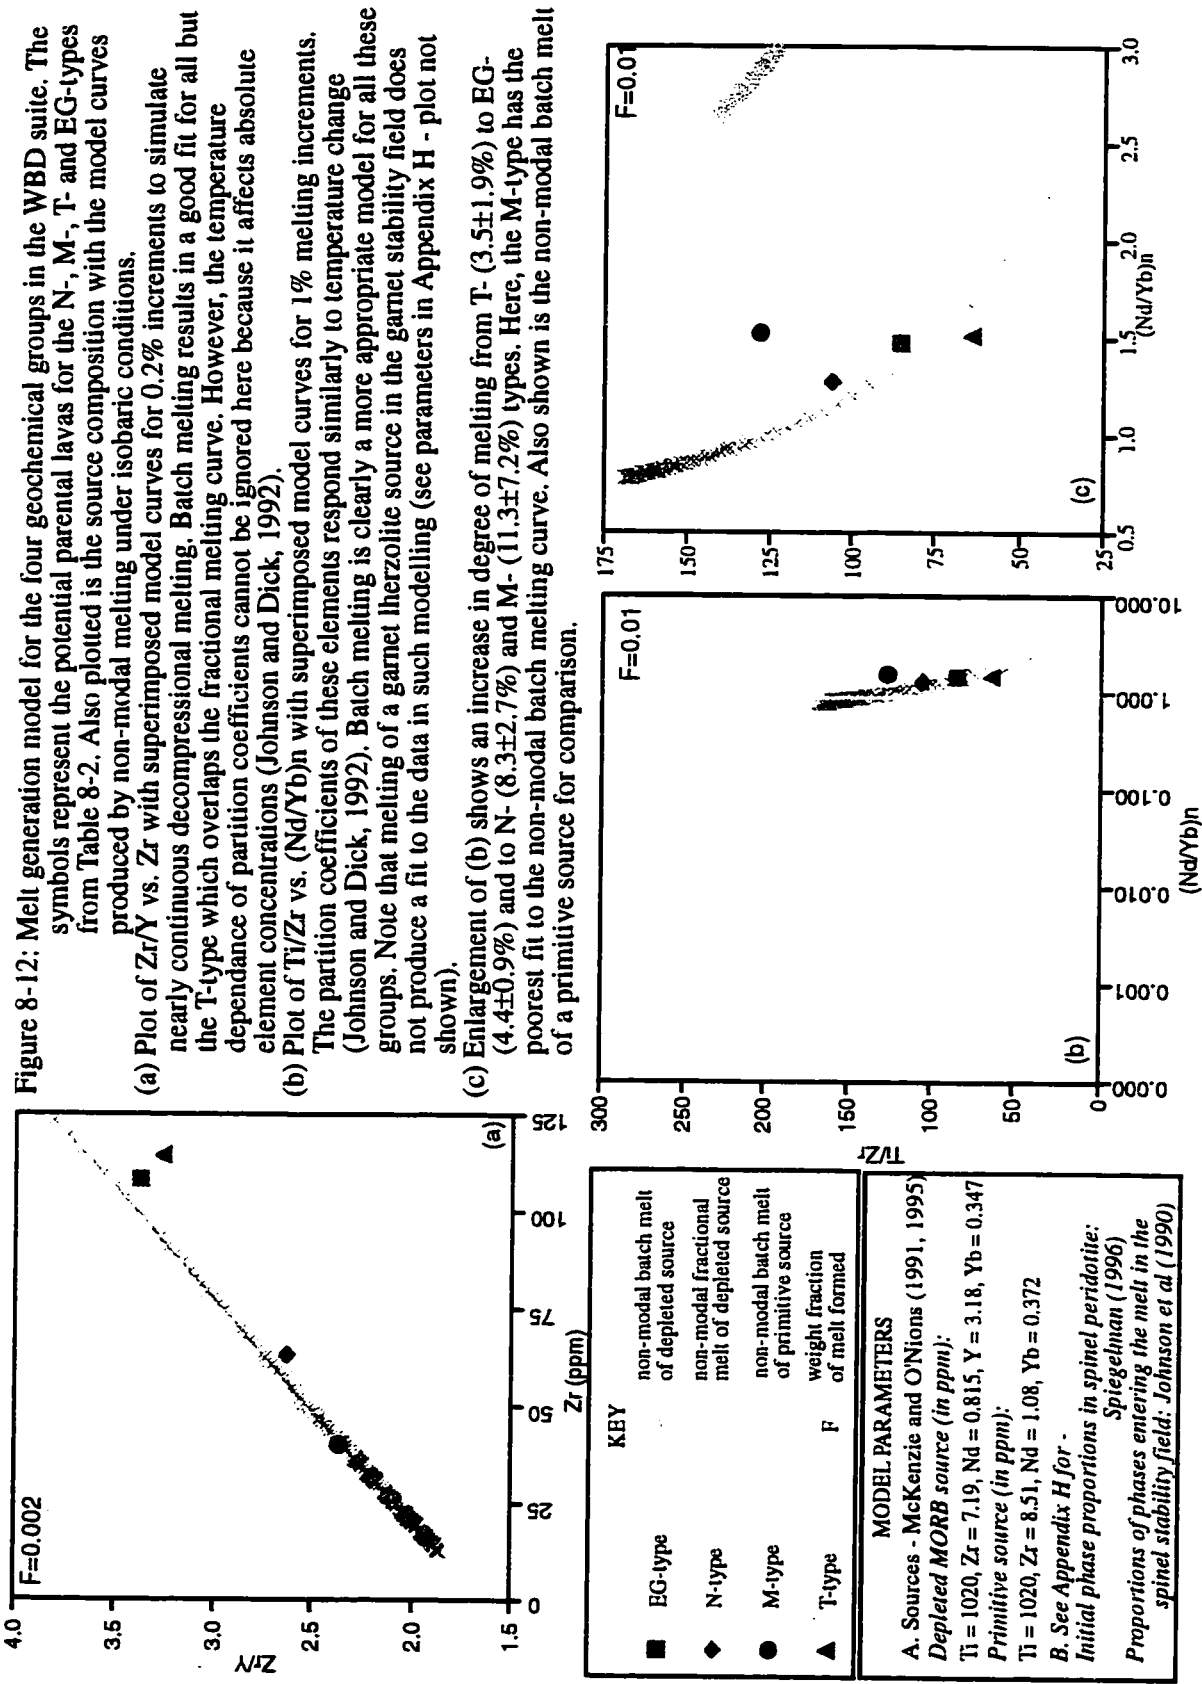 Figure 8-12: Melt generation model for the four geochemical groups in the WBD suite. The
symbols represent the potential parental lavas for the N-, M-, T- and EG-types
from Table 8-2. Also plotted is the source composition with the model curves
produced by non-modal melting under isobaric conditions.
(a) Plot of Zr/Y vs. Zr with superimposed model curves for 0.2% increments to simulate
nearly continuous decompressional melting. Batch melting results in a good fit for all but
the T-type which overlaps the fractional melting curve. However, the temperature
dependance of partition coefficients cannot be ignored here because it affects absolute
element concentrations (Johnson and Dick, 1992).
(b) Plot of Ti/Zr vs. (Nd/Yb)n with superimposed model curves for 1% melting increments.
The partition coefficients of these elements respond similarly to temperature change
(Johnson and Dick, 1992). Batch melting is clearly a more appropriate model for all these
groups. Note that melting of a garnet lherzolite source in the garnet stability field does
not produce a fit to the data in such modelling (see parameters in Appendix H - plot not
shown).
(c) Enlargement of (b) shows an increase in degree of melting from T- (3.5±1.9%) to EG-
(4.4±0.9%) and to N- (8.3±2.7%) and M- (11.3±7.2%) types. Here, the M-type has the
poorest fit to the non-modal batch melting curve. Also shown is the non-modal batch melt
of a primitive source for comparison.
4.0
3.5
3.0
2.5
2.0
1.5
Zr/Y
F=0.002
(a)
0
25
50
75
100
125
Zr (ppm)
KEY
EG-type
non-modal batch melt
of depleted source
N-type
non-modal fractional
melt of depleted source
M-type
non-modal batch melt
of primitive source
T-type
F
weight fraction
of melt formed
MODEL PARAMETERS
A. Sources - McKenzie and O'Nions (1991, 1995)
Depleted MORB source (in ppm):
Ti = 1020, Zr = 7.19, Nd = 0.815, Y = 3.18, Yb = 0.347
Primitive source (in ppm):
Ti = 1020, Zr = 8.51, Nd = 1.08, Yb = 0.372
B. See Appendix H for -
Initial phase proportions in spinel peridotite:
Spiegelman (1996)
Proportions of phases entering the melt in the
spinel stability field: Johnson et al (1990)
300
250
200
150
100
50
0
Ti/Zr
(b)
F=0.01
0.000
0.001
0.010
0.100
1.000
10.000
(Nd/Yb)n
175
150
125
100
75
50
25
(c)
F=0.01
0.5
1.0
1.5
2.0
2.5
3.0
(Nd/Yb)n